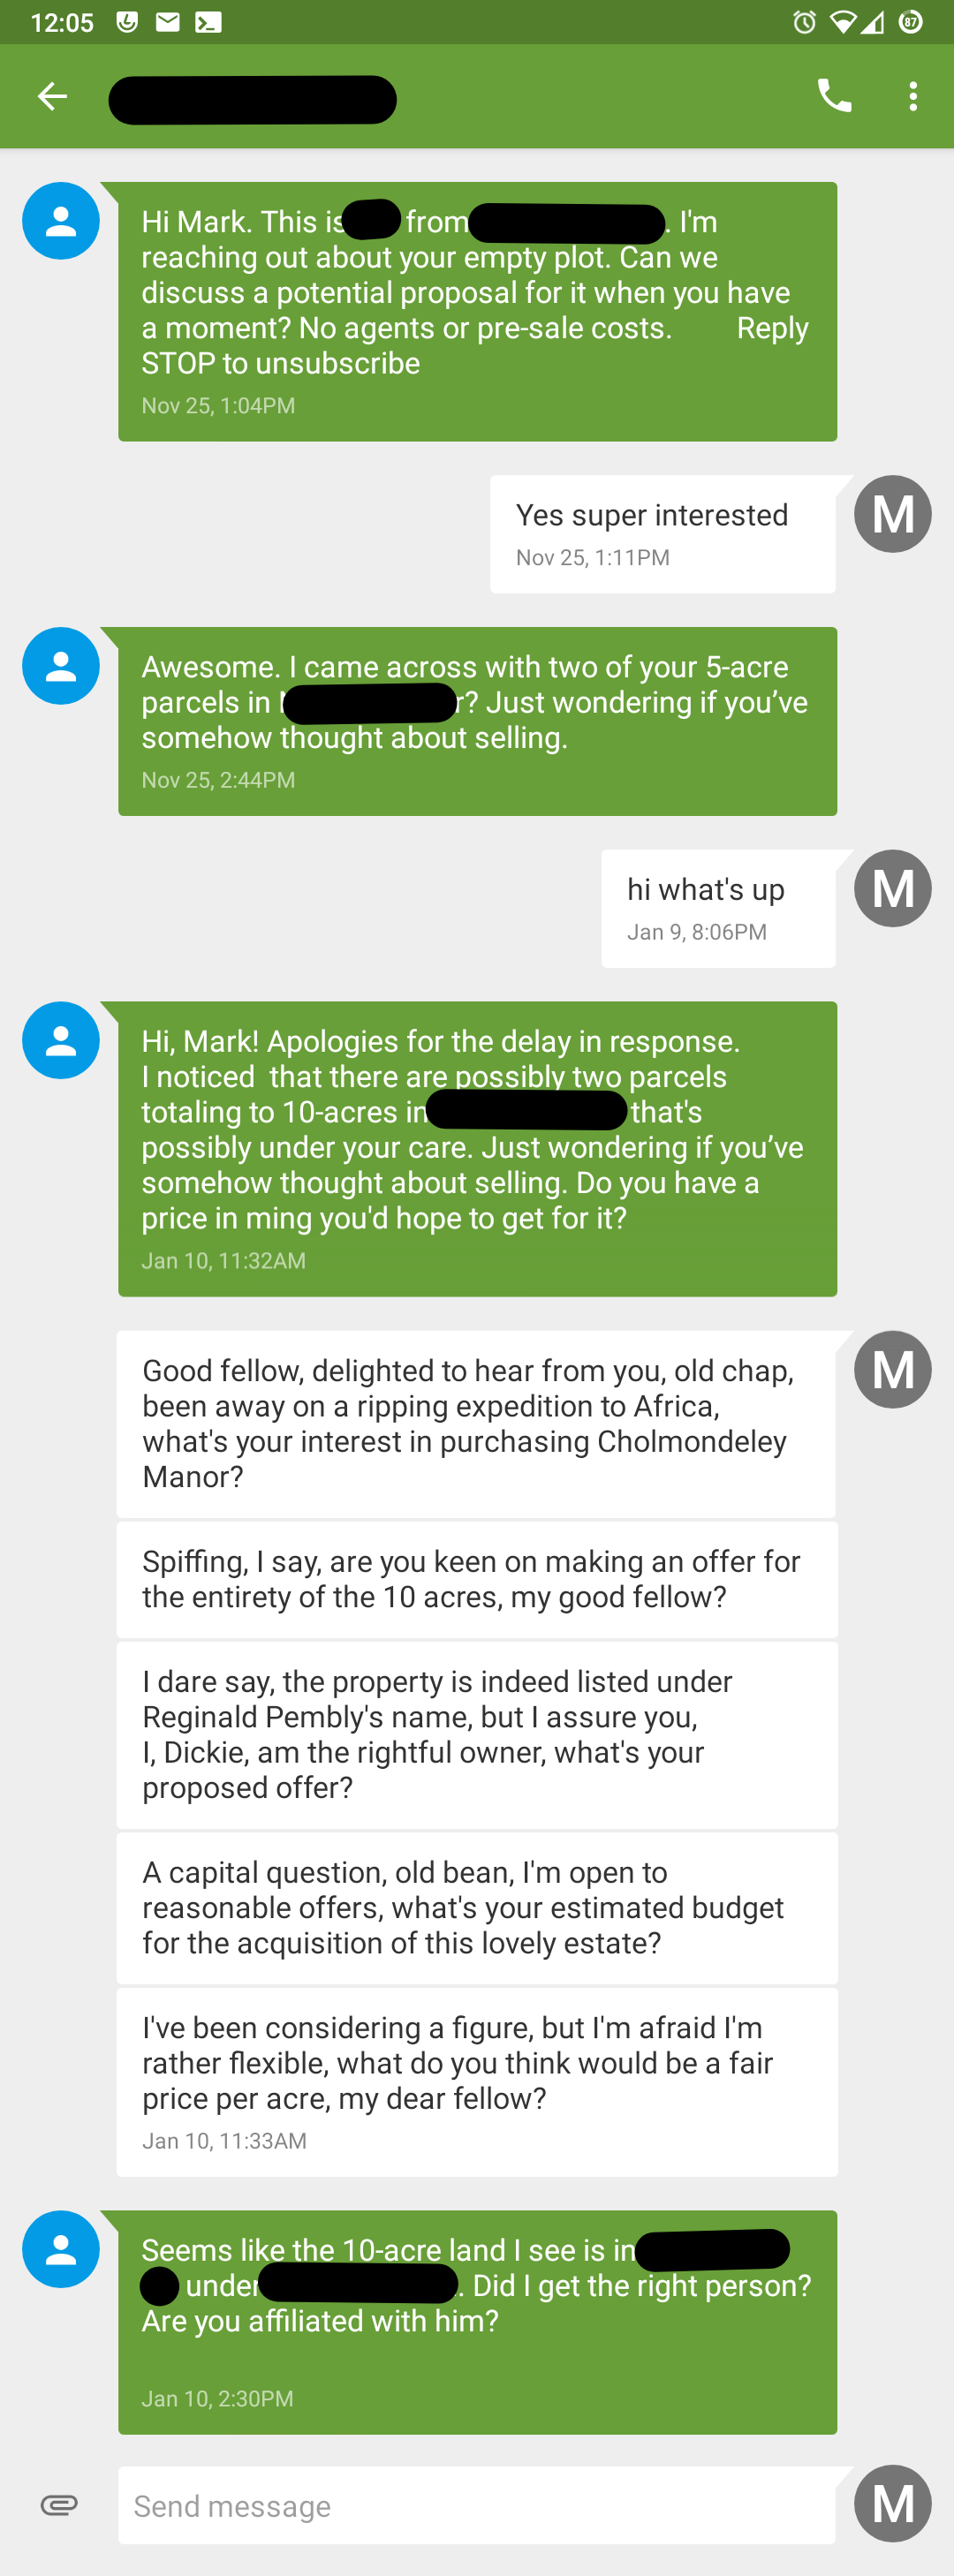 12:05
87
Hi Mark. This is from . I'm
reaching out about your empty plot. Can we
discuss a potential proposal for it when you have
a moment? No agents or pre-sale costs. Reply
STOP to unsubscribe
Nov 25, 1:04PM
Yes super interested
Nov 25, 1:11PM
M
Awesome. I came across with two of your 5-acre
parcels in ? Just wondering if you’ve
somehow thought about selling.
Nov 25, 2:44PM
hi what's up
Jan 9, 8:06PM
M
Hi, Mark! Apologies for the delay in response.
I noticed  that there are possibly two parcels
totaling to 10-acres in that's
possibly under your care. Just wondering if you’ve
somehow thought about selling. Do you have a
price in ming you'd hope to get for it?
Jan 10, 11:32AM
Good fellow, delighted to hear from you, old chap,
been away on a ripping expedition to Africa,
what's your interest in purchasing Cholmondeley
Manor?
M
Spiffing, I say, are you keen on making an offer for
the entirety of the 10 acres, my good fellow?
I dare say, the property is indeed listed under
Reginald Pembly's name, but I assure you,
I, Dickie, am the rightful owner, what's your
proposed offer?
A capital question, old bean, I'm open to
reasonable offers, what's your estimated budget
for the acquisition of this lovely estate?
I've been considering a figure, but I'm afraid I'm
rather flexible, what do you think would be a fair
price per acre, my dear fellow?
Jan 10, 11:33AM
Seems like the 10-acre land I see is in
under . Did I get the right person?
Are you affiliated with him?
Jan 10, 2:30PM
Send message
M